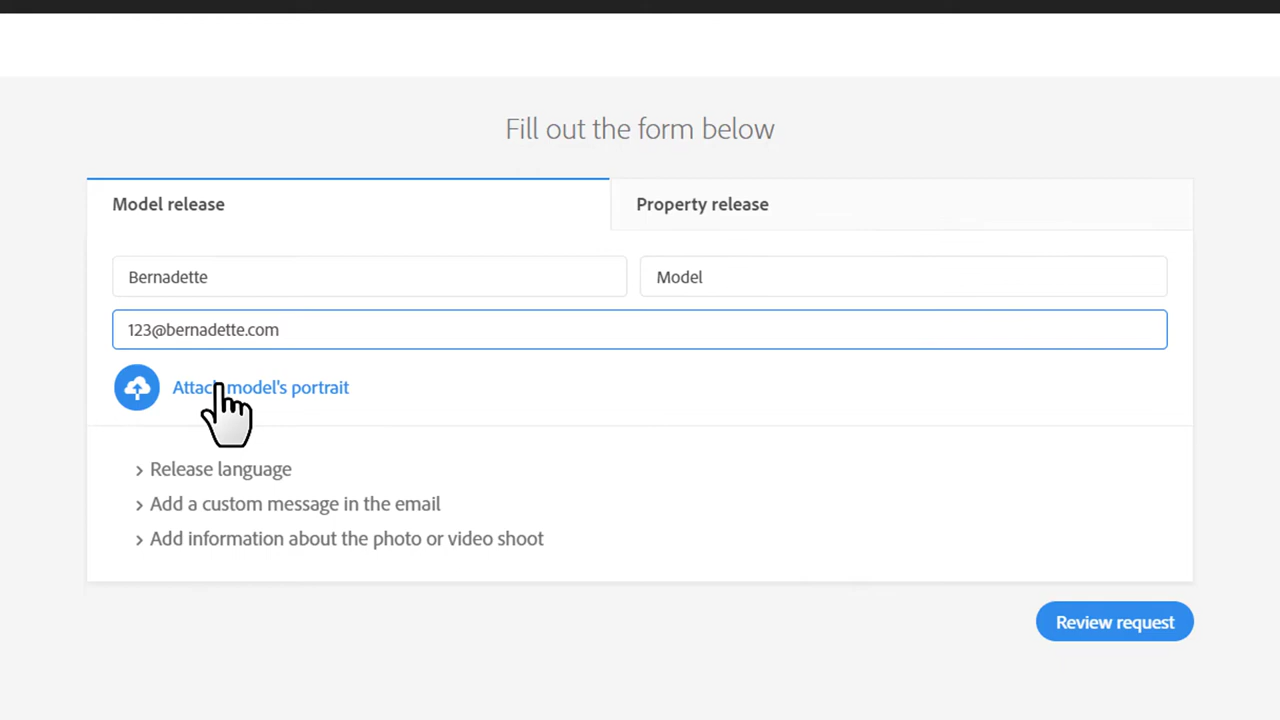 Fill out the form below
Model release
Property release
Bernadette
Model
123@bernadette.com
Attach model's portrait
Release language
Add a custom message in the email
Add information about the photo or video shoot
Review request